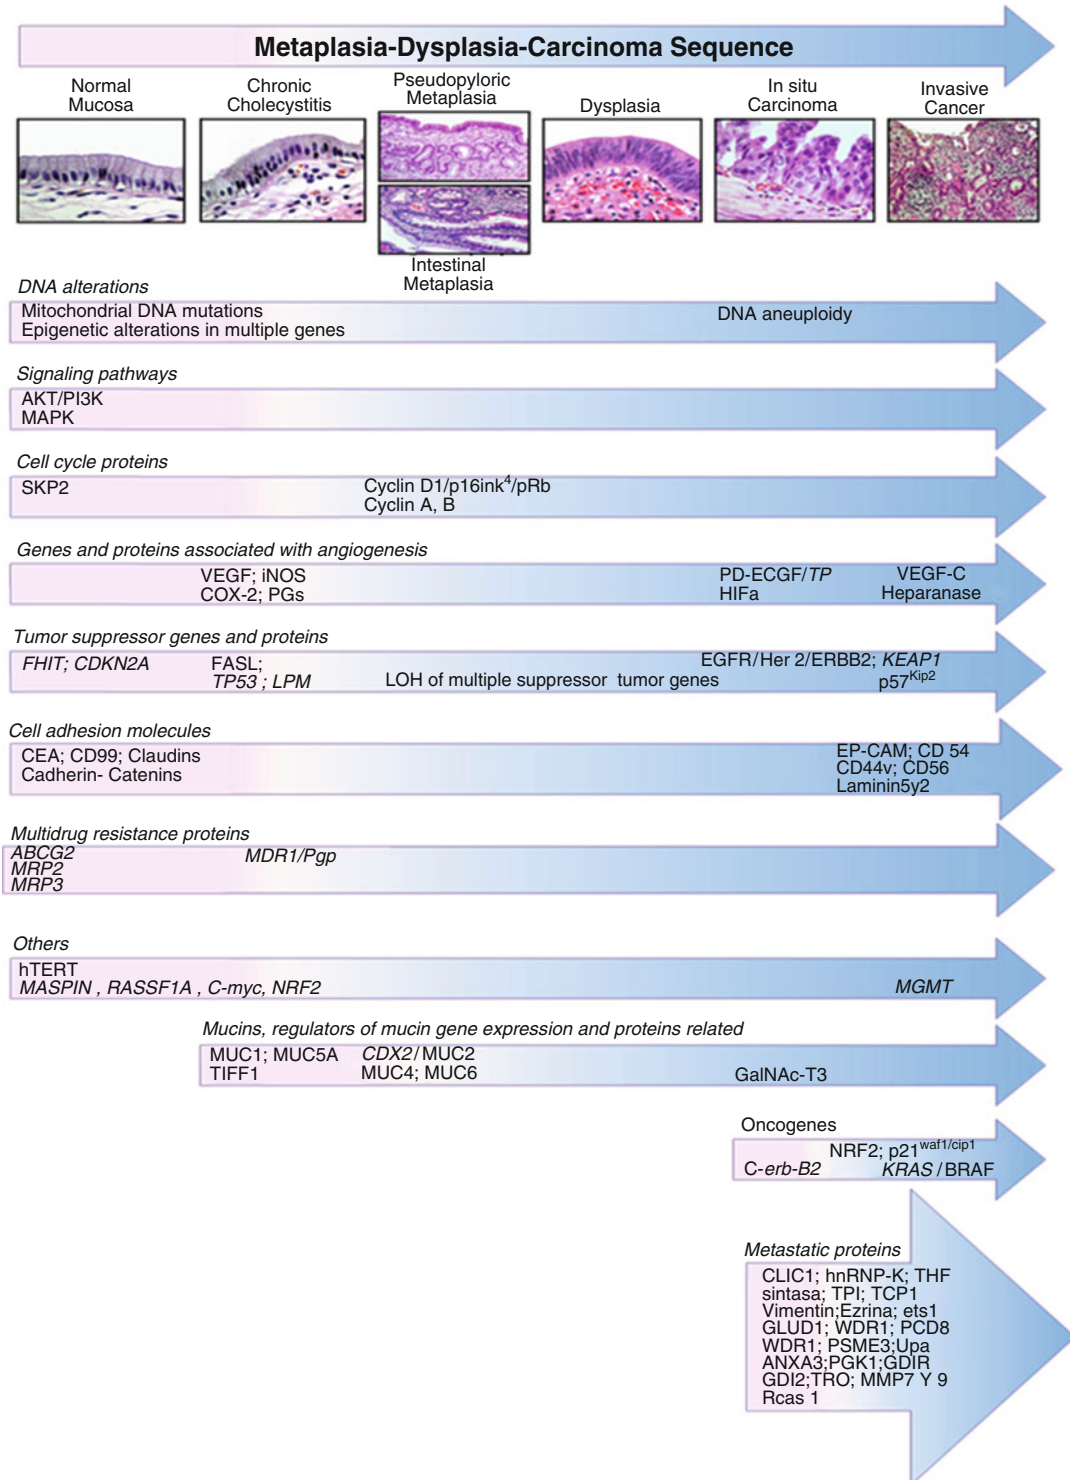 Metaplasia-Dysplasia-Carcinoma Sequence
Normal
Mucosa
Chronic
Cholecystitis
Pseudopyloric
Metaplasia
Dysplasia
In situ
Carcinoma
Invasive
Cancer
Intestinal
Metaplasia
DNA alterations
Mitochondrial DNA mutations
Epigenetic alterations in multiple genes
DNA aneuploidy
Signaling pathways
AKT/PI3K
MAPK
Cell cycle proteins
SKP2
Cyclin D1/p16ink⁴/pRb
Cyclin A, B
Genes and proteins associated with angiogenesis
VEGF; iNOS
COX-2; PGs
PD-ECGF/TP
HIFa
VEGF-C
Heparanase
Tumor suppressor genes and proteins
FHIT; CDKN2A
FASL;
TP53 ; LPM
LOH of multiple suppressor tumor genes
EGFR/Her 2/ERBB2; KEAP1
p57Kip2
Cell adhesion molecules
CEA; CD99; Claudins
Cadherin- Catenins
EP-CAM; CD 54
CD44v; CD56
Laminin5y2
Multidrug resistance proteins
ABCG2
MRP2
MRP3
MDR1/Pgp
Others
hTERT
MASPIN , RASSF1A , C-myc, NRF2
MGMT
Mucins, regulators of mucin gene expression and proteins related
MUC1; MUC5A
TIFF1
CDX2/MUC2
MUC4; MUC6
GalNAc-T3
Oncogenes
NRF2; p21waf1/cip1
C-erb-B2
KRAS /BRAF
Metastatic proteins
CLIC1; hnRNP-K; THF
sintasa; TPI; TCP1
Vimentin;Ezrina; ets1
GLUD1; WDR1; PCD8
WDR1; PSME3;Upa
ANXA3;PGK1;GDIR
GDI2;TRO; MMP7 Y 9
Rcas 1